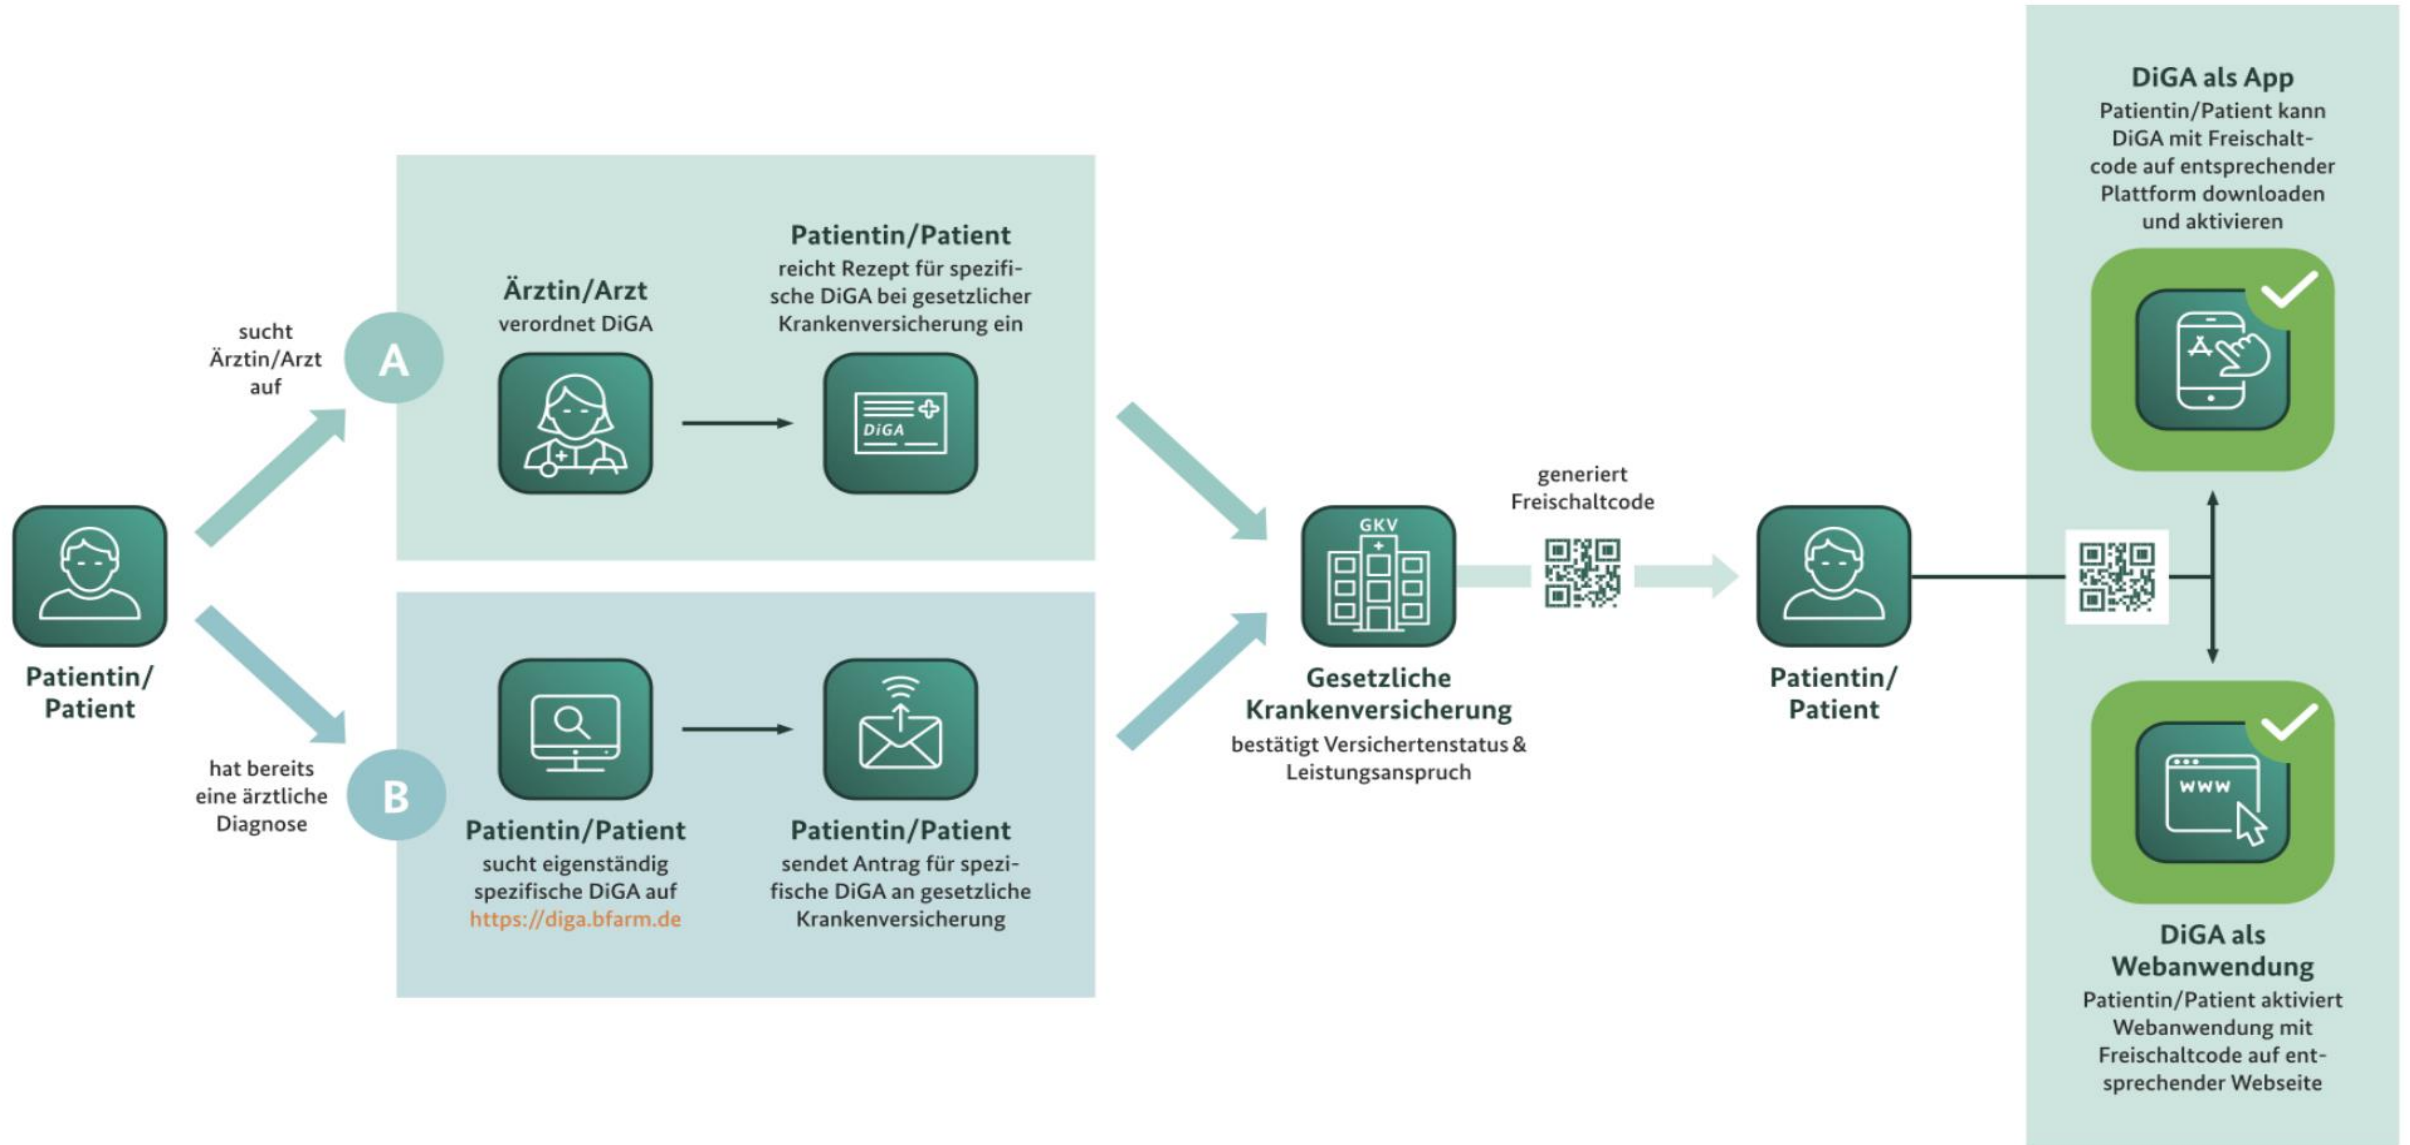 Patientin/
Patient
sucht
Ärztin/Arzt
auf
A
Ärztin/Arzt
verordnet DiGA
Patientin/Patient
reicht Rezept für spezifi-
sche DiGA bei gesetzlicher
Krankenversicherung ein
DiGA
hat bereits
eine ärztliche
Diagnose
B
Patientin/Patient
sucht eigenständig
spezifische DiGA auf
https://diga.bfarm.de
Patientin/Patient
sendet Antrag für spezi-
fische DiGA an gesetzliche
Krankenversicherung
GKV
Gesetzliche
Krankenversicherung
bestätigt Versichertenstatus &
Leistungsanspruch
generiert
Freischaltcode
Patientin/
Patient
DiGA als App
Patientin/Patient kann
DiGA mit Freischalt-
code auf entsprechender
Plattform downloaden
und aktivieren
www
DiGA als
Webanwendung
Patientin/Patient aktiviert
Webanwendung mit
Freischaltcode auf ent-
sprechender Webseite